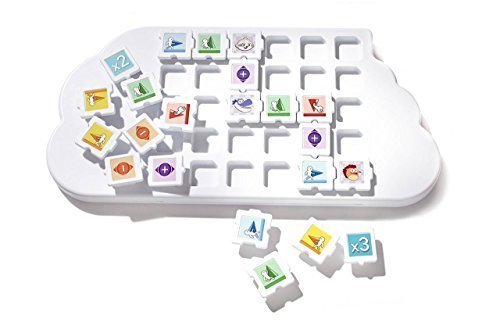 x2
+
-
-
+
+
x3